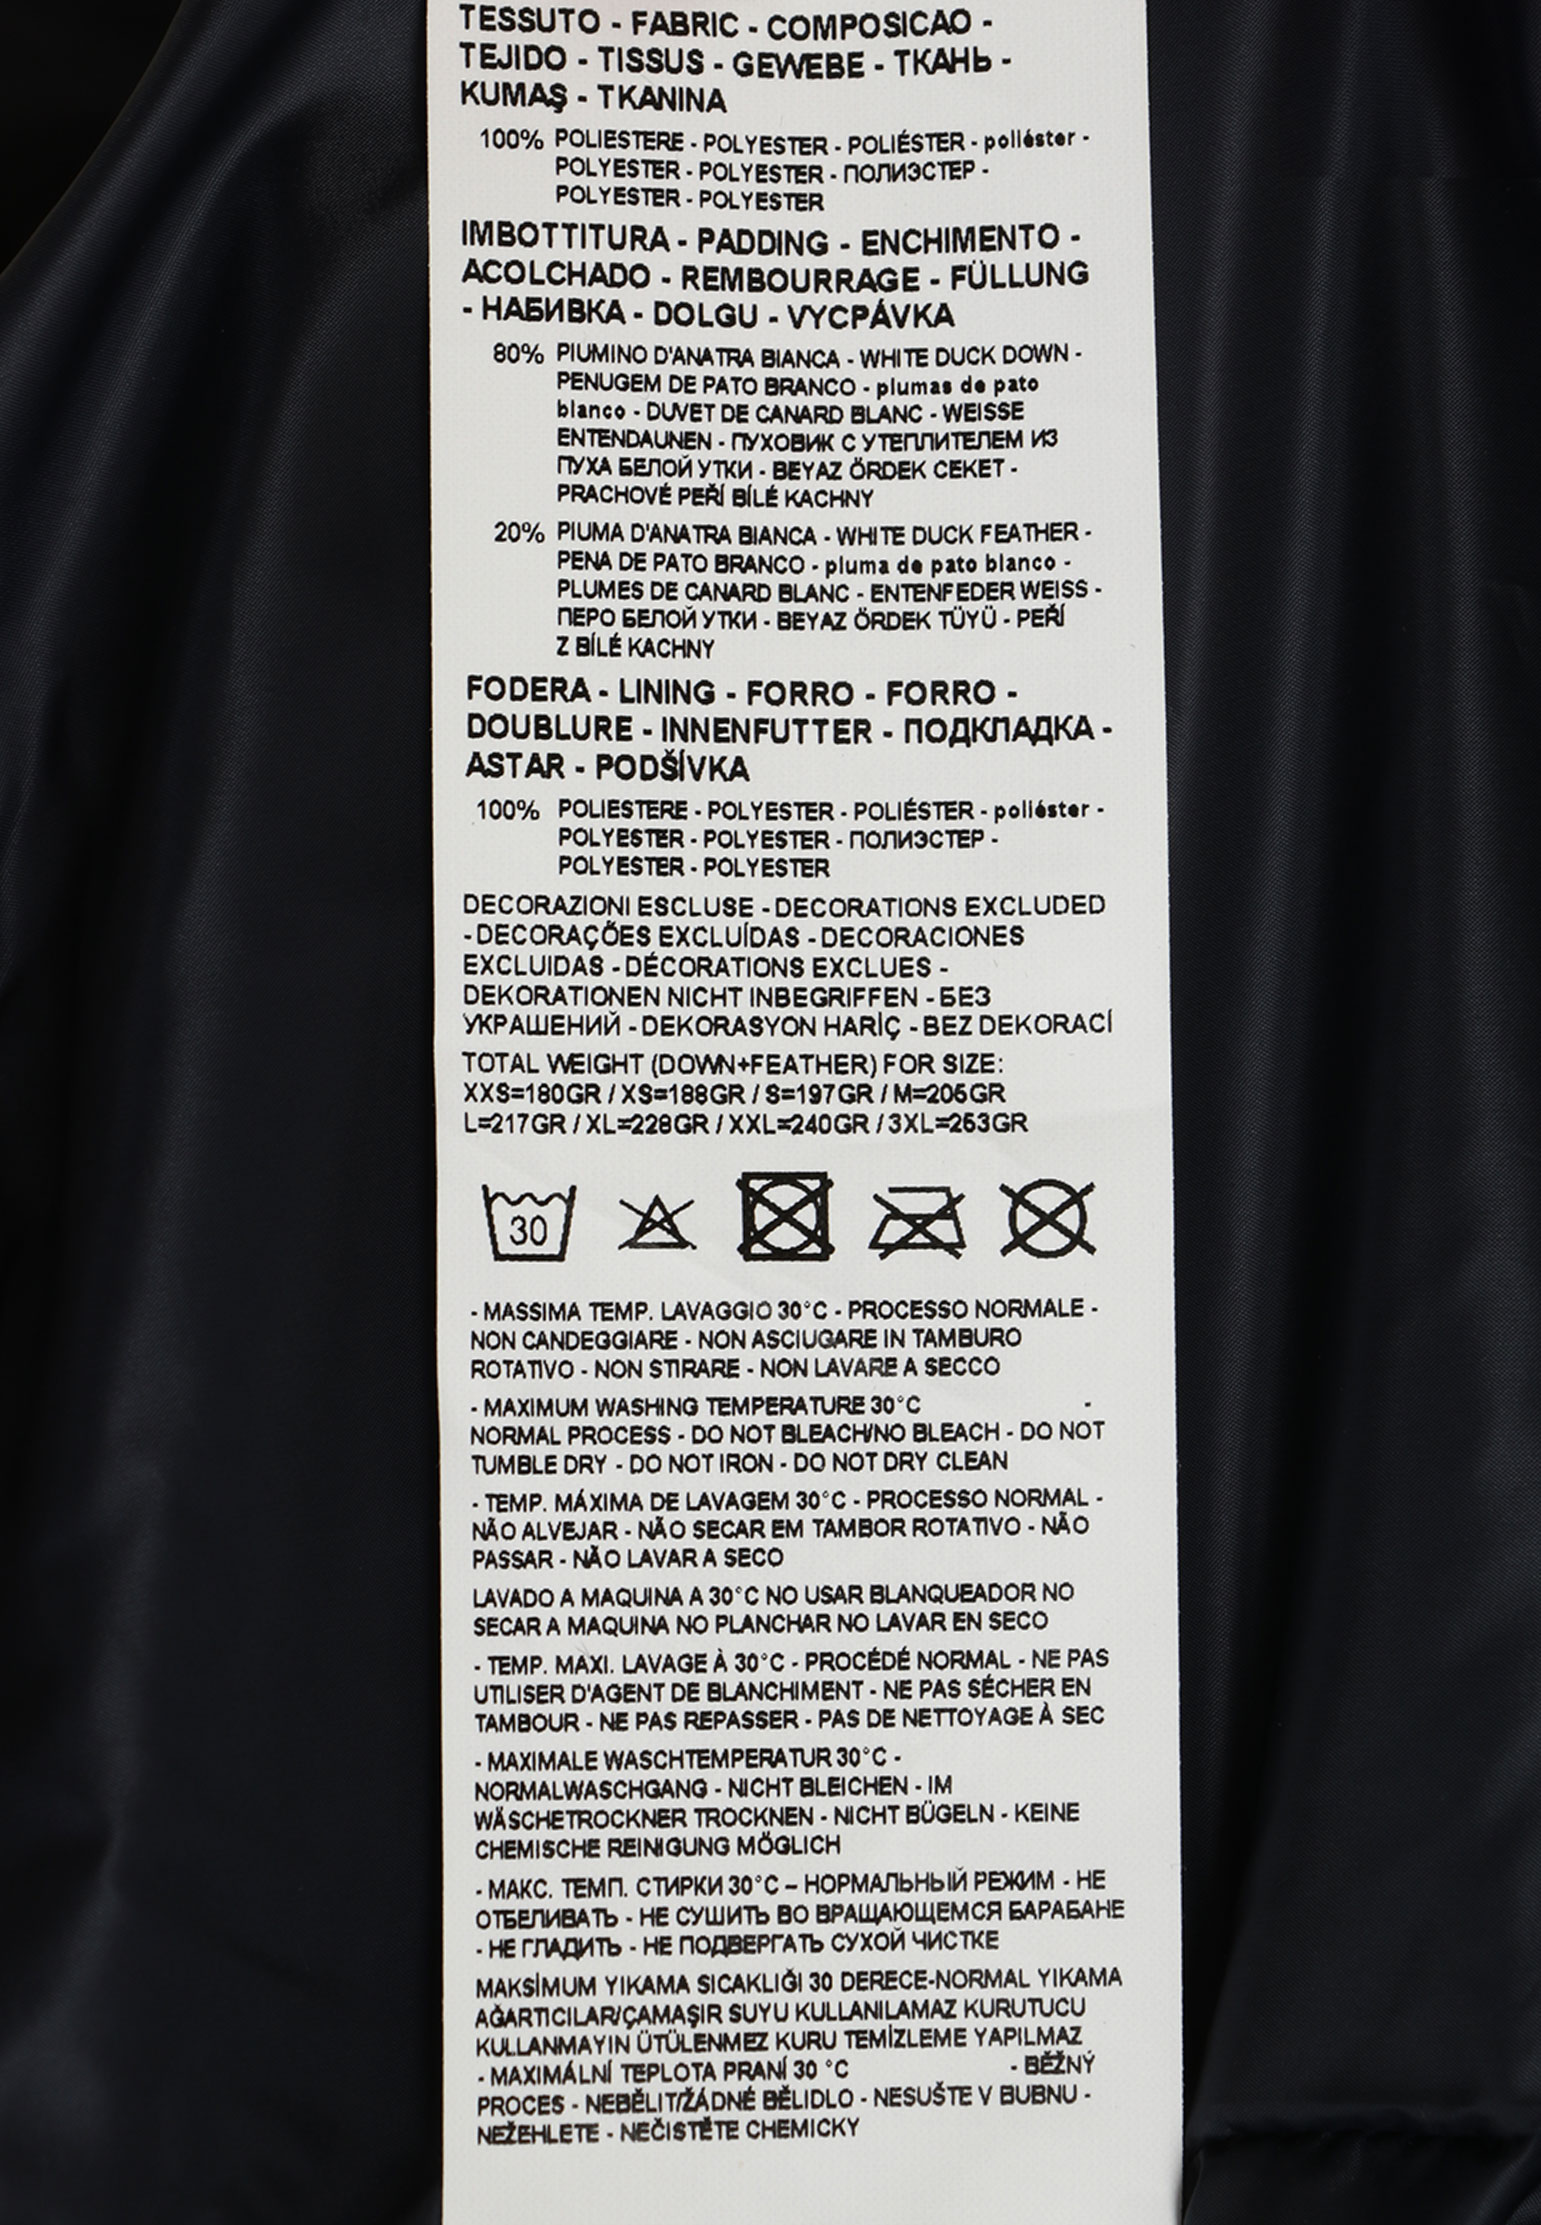 TESSUTO - FABRIC - COMPOSICAO -
TEJIDO - TISSUS - GEWEBE - ТКАНЬ -
KUMAŞ - TKANINA
100% POLIESTERE - POLYESTER - POLIÉSTER - poliéster -
POLYESTER - POLYESTER - ПОЛИЭСТЕР -
POLYESTER - POLYESTER
IMBOTTITURA - PADDING - ENCHIMENTO -
ACOLCHADO - REMBOURRAGE - FÜLLUNG
- НАБИВКА - DOLGU - VYCPÁVKA
80% PIUMINO D'ANATRA BIANCA - WHITE DUCK DOWN -
PENUGEM DE PATO BRANCO - plumas de pato
blanco - DUVET DE CANARD BLANC - WEISSE
ENTENDAUNEN - ПУХОВИК С УТЕПЛИТЕЛЕМ ИЗ
ПУХА БЕЛОЙ УТКИ - BEYAZ ÖRDEK CEKET -
PRACHOVÉ PEŘÍ BÍLÉ KACHNY
20% PIUMA D'ANATRA BIANCA - WHITE DUCK FEATHER -
PENA DE PATO BRANCO - pluma de pato blanco -
PLUMES DE CANARD BLANC - ENTENFEDER WEISS -
ПЕРО БЕЛОЙ УТКИ - BEYAZ ÖRDEK TÜYÜ - PEŘÍ
Z BÍLÉ KACHNY
FODERA - LINING - FORRO - FORRO -
DOUBLURE - INNENFUTTER - ПОДКЛАДКА -
ASTAR - PODŠÍVKA
100% POLIESTERE - POLYESTER - POLIÉSTER - poliéster -
POLYESTER - POLYESTER - ПОЛИЭСТЕР -
POLYESTER - POLYESTER
DECORAZIONI ESCLUSE - DECORATIONS EXCLUDED
- DECORAÇÕES EXCLUÍDAS - DECORACIONES
EXCLUIDAS - DÉCORATIONS EXCLUES -
DEKORATIONEN NICHT INBEGRIFFEN - БЕЗ
УКРАШЕНИЙ - DEKORASYON HARİÇ - BEZ DEKORACÍ
TOTAL WEIGHT (DOWN+FEATHER) FOR SIZE:
XXS=180GR / XS=188GR / S=197GR / M=206GR
L=217GR / XL=228GR / XXL=240GR / 3XL=253GR
30
- MASSIMA TEMP. LAVAGGIO 30°C - PROCESSO NORMALE -
NON CANDEGGIARE - NON ASCIUGARE IN TAMBURO
ROTATIVO - NON STIRARE - NON LAVARE A SECCO
- MAXIMUM WASHING TEMPERATURE 30°C -
NORMAL PROCESS - DO NOT BLEACH/NO BLEACH - DO NOT
TUMBLE DRY - DO NOT IRON - DO NOT DRY CLEAN
- TEMP. MÁXIMA DE LAVAGEM 30°C - PROCESSO NORMAL -
NÃO ALVEJAR - NÃO SECAR EM TAMBOR ROTATIVO - NÃO
PASSAR - NÃO LAVAR A SECO
LAVADO A MAQUINA A 30°C NO USAR BLANQUEADOR NO
SECAR A MAQUINA NO PLANCHAR NO LAVAR EN SECO
- TEMP. MAXI. LAVAGE À 30°C - PROCÉDÉ NORMAL - NE PAS
UTILISER D'AGENT DE BLANCHIMENT - NE PAS SÉCHER EN
TAMBOUR - NE PAS REPASSER - PAS DE NETTOYAGE À SEC
- MAXIMALE WASCHTEMPERATUR 30°C -
NORMALWASCHGANG - NICHT BLEICHEN - IM
WÄSCHETROCKNER TROCKNEN - NICHT BÜGELN - KEINE
CHEMISCHE REINIGUNG MÖGLICH
- МАКС. ТЕМП. СТИРКИ 30°С – НОРМАЛЬНЫЙ РЕЖИМ - НЕ
ОТБЕЛИВАТЬ - НЕ СУШИТЬ ВО ВРАЩАЮЩЕМСЯ БАРАБАНЕ
- НЕ ГЛАДИТЬ - НЕ ПОДВЕРГАТЬ СУХОЙ ЧИСТКЕ
MAKSİMUM YIKAMA SICAKLIĞI 30 DERECE-NORMAL YIKAMA
AĞARTICILAR/ÇAMAŞIR SUYU KULLANILAMAZ KURUTUCU
KULLANMAYIN ÜTÜLENMEZ KURU TEMİZLEME YAPILMAZ
- MAXIMÁLNÍ TEPLOTA PRANÍ 30 °C - BĚŽNÝ
PROCES - NEBĚLIT/ŽÁDNÉ BĚLIDLO - NESUŠTE V BUBNU -
NEŽEHLETE - NEČISTĚTE CHEMICKY